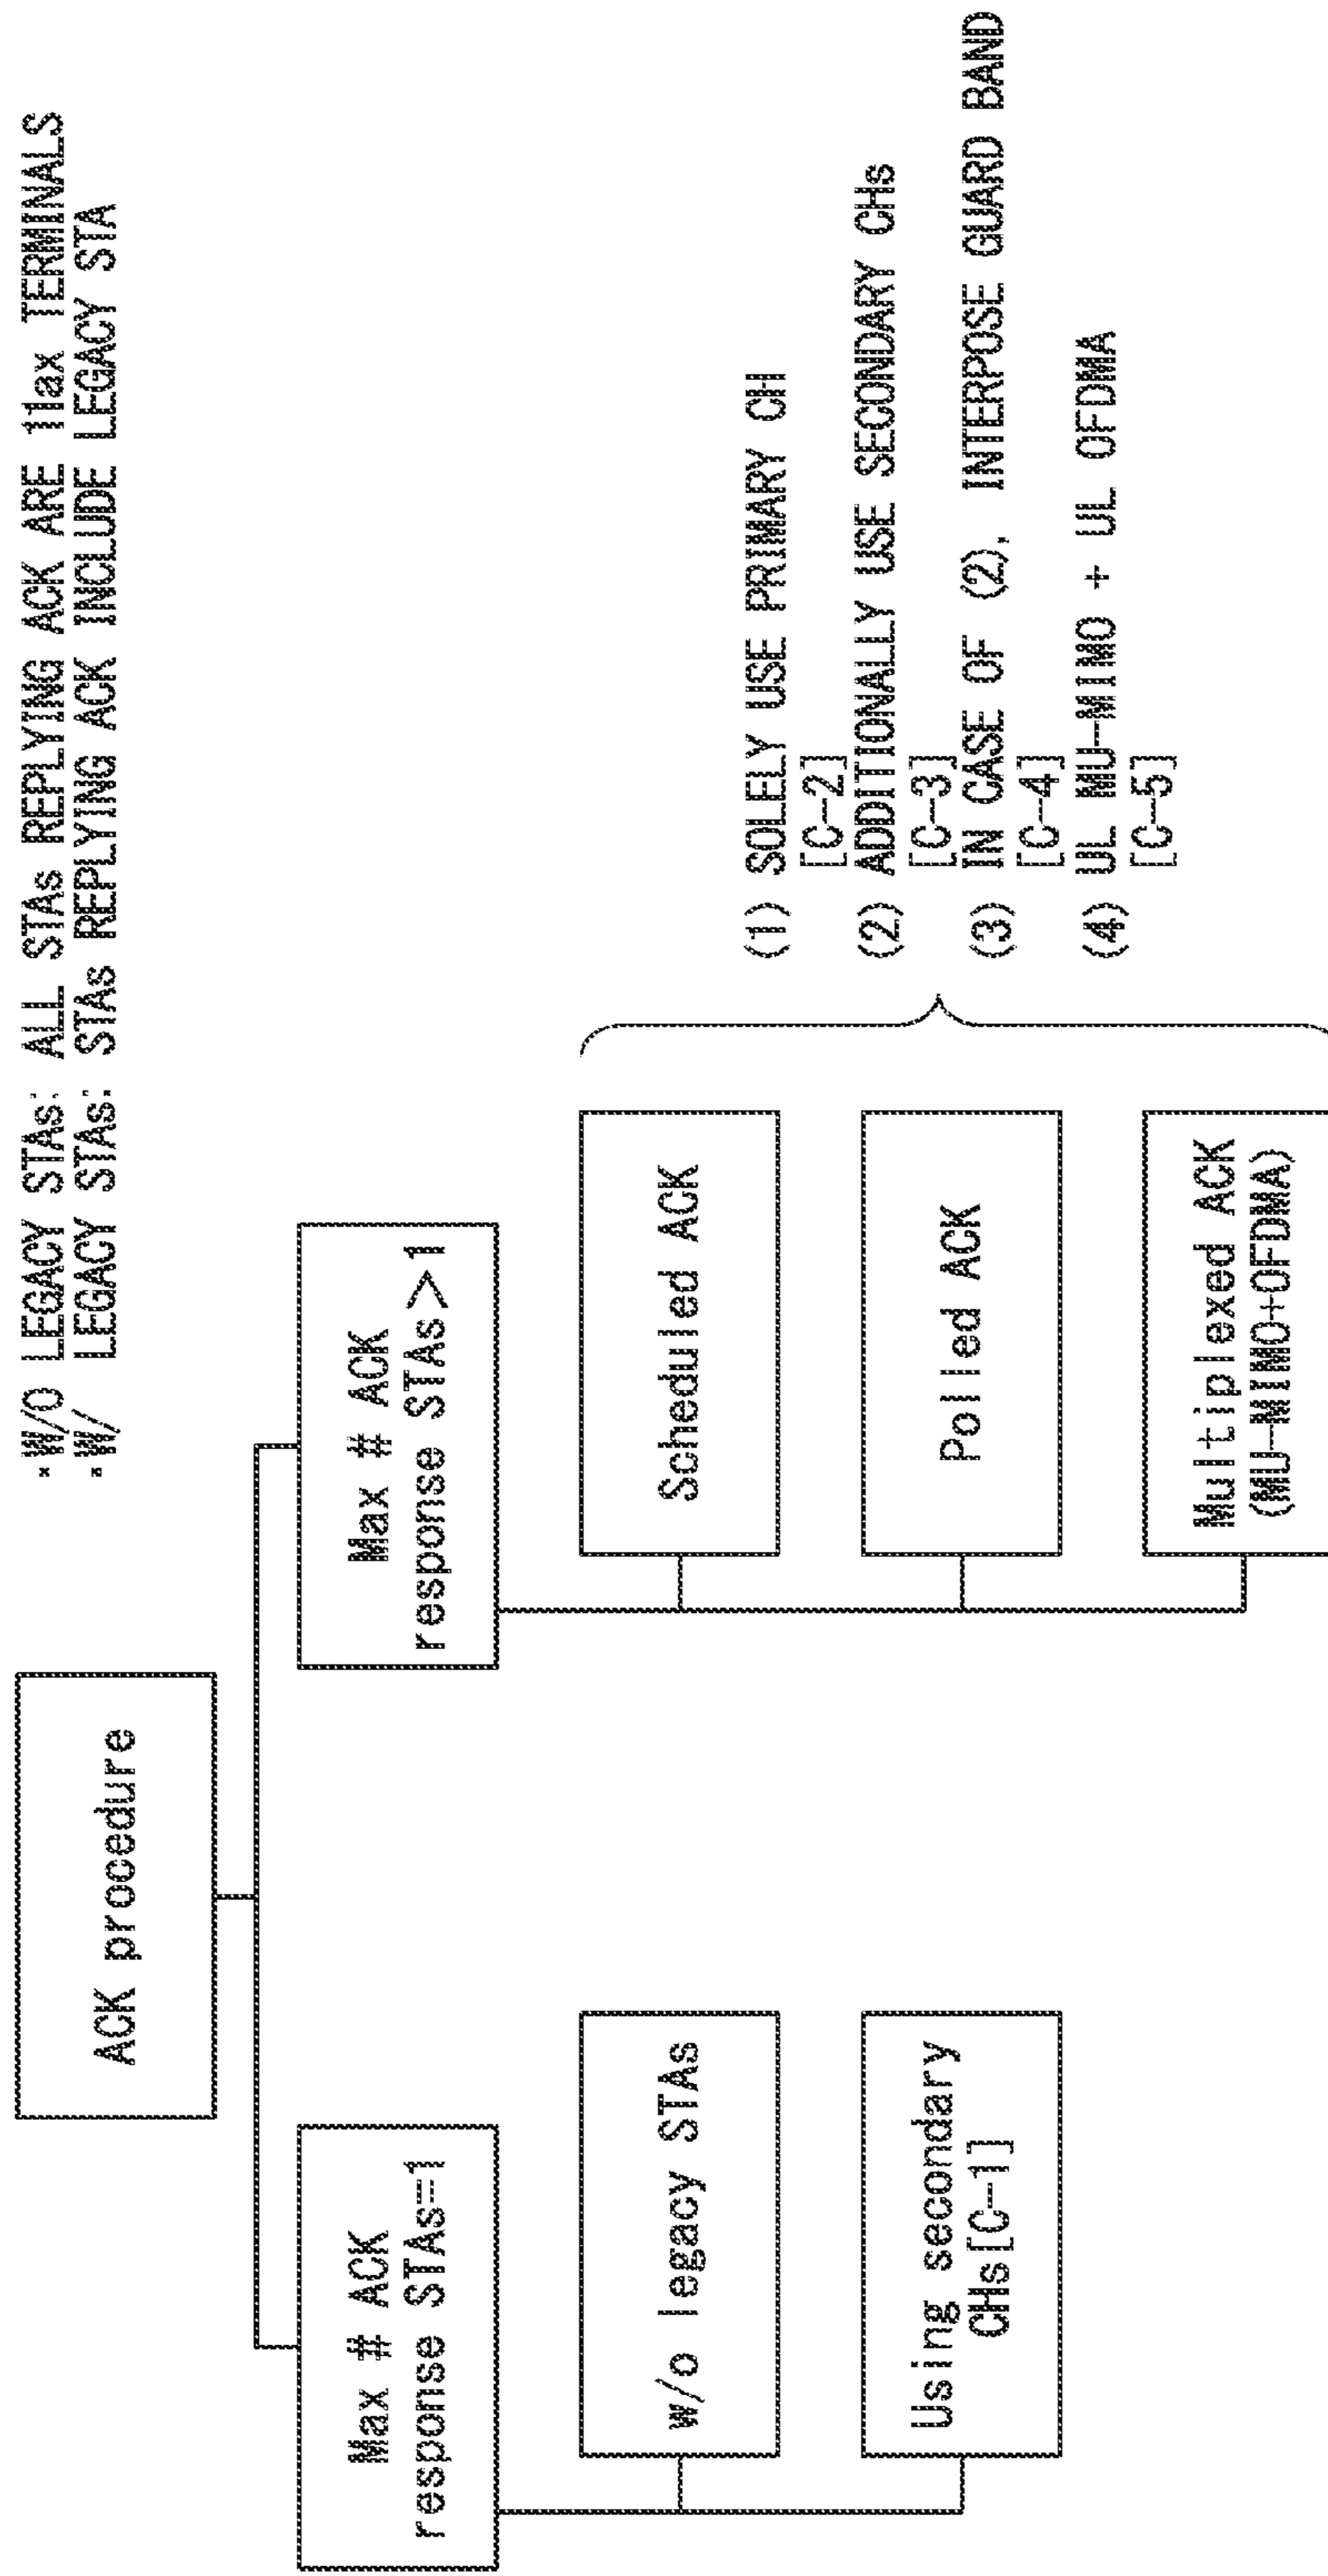 ·W/O LEGACY STAs: ALL STAs REPLYING ACK ARE 11ax TERMINALS
·W/ LEGACY STAs: STAs REPLYING ACK INCLUDE LEGACY STA
ACK procedure
Max # ACK
response STAs=1
w/o legacy STAs
Using secondary
CHs[C-1]
Max # ACK
response STAs>1
Scheduled ACK
Polled ACK
Multiplexed ACK
(MU-MIMO+OFDMA)
(1) SOLELY USE PRIMARY CH
[C-2]
(2) ADDITIONALLY USE SECONDARY CHs
[C-3]
(3) IN CASE OF (2), INTERPOSE GUARD BAND
[C-4]
(4) UL MU-MIMO + UL OFDMA
[C-5]